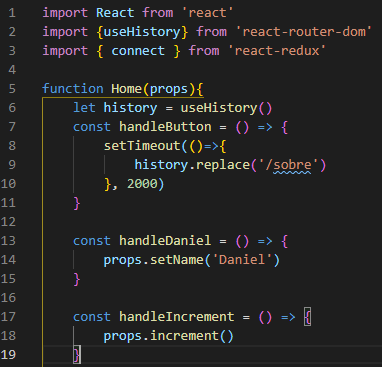 1 import React from 'react'
2 import {useHistory} from 'react-router-dom'
3 import { connect } from 'react-redux'
4
5 function Home(props){
6     let history = useHistory()
7     const handleButton = () => {
8         setTimeout(()=>{
9             history.replace('/sobre')
10         }, 2000)
11     }
12
13     const handleDaniel = () => {
14         props.setName('Daniel')
15     }
16
17     const handleIncrement = () => {
18         props.increment()
19     }